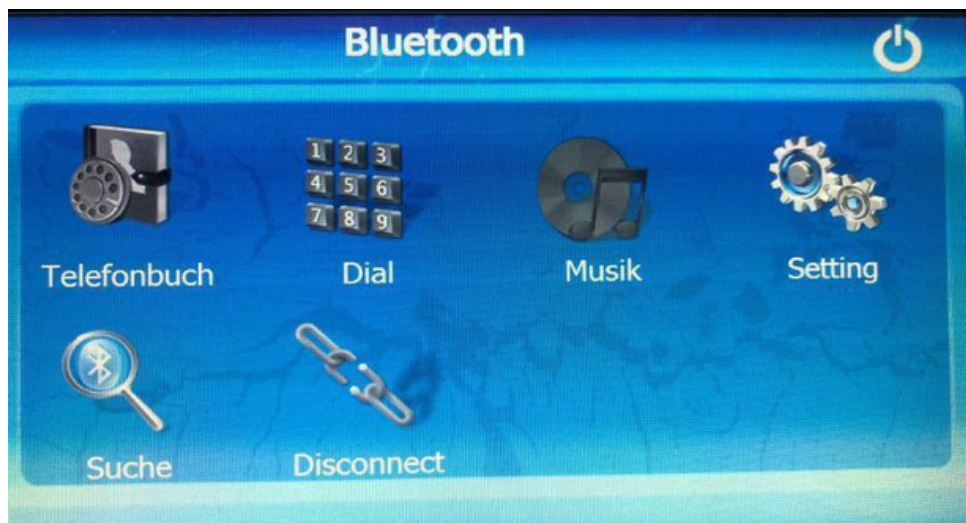 Bluetooth
1 2 3
4 5 6
7 8 9
Telefonbuch Dial Musik Setting
Suche Disconnect